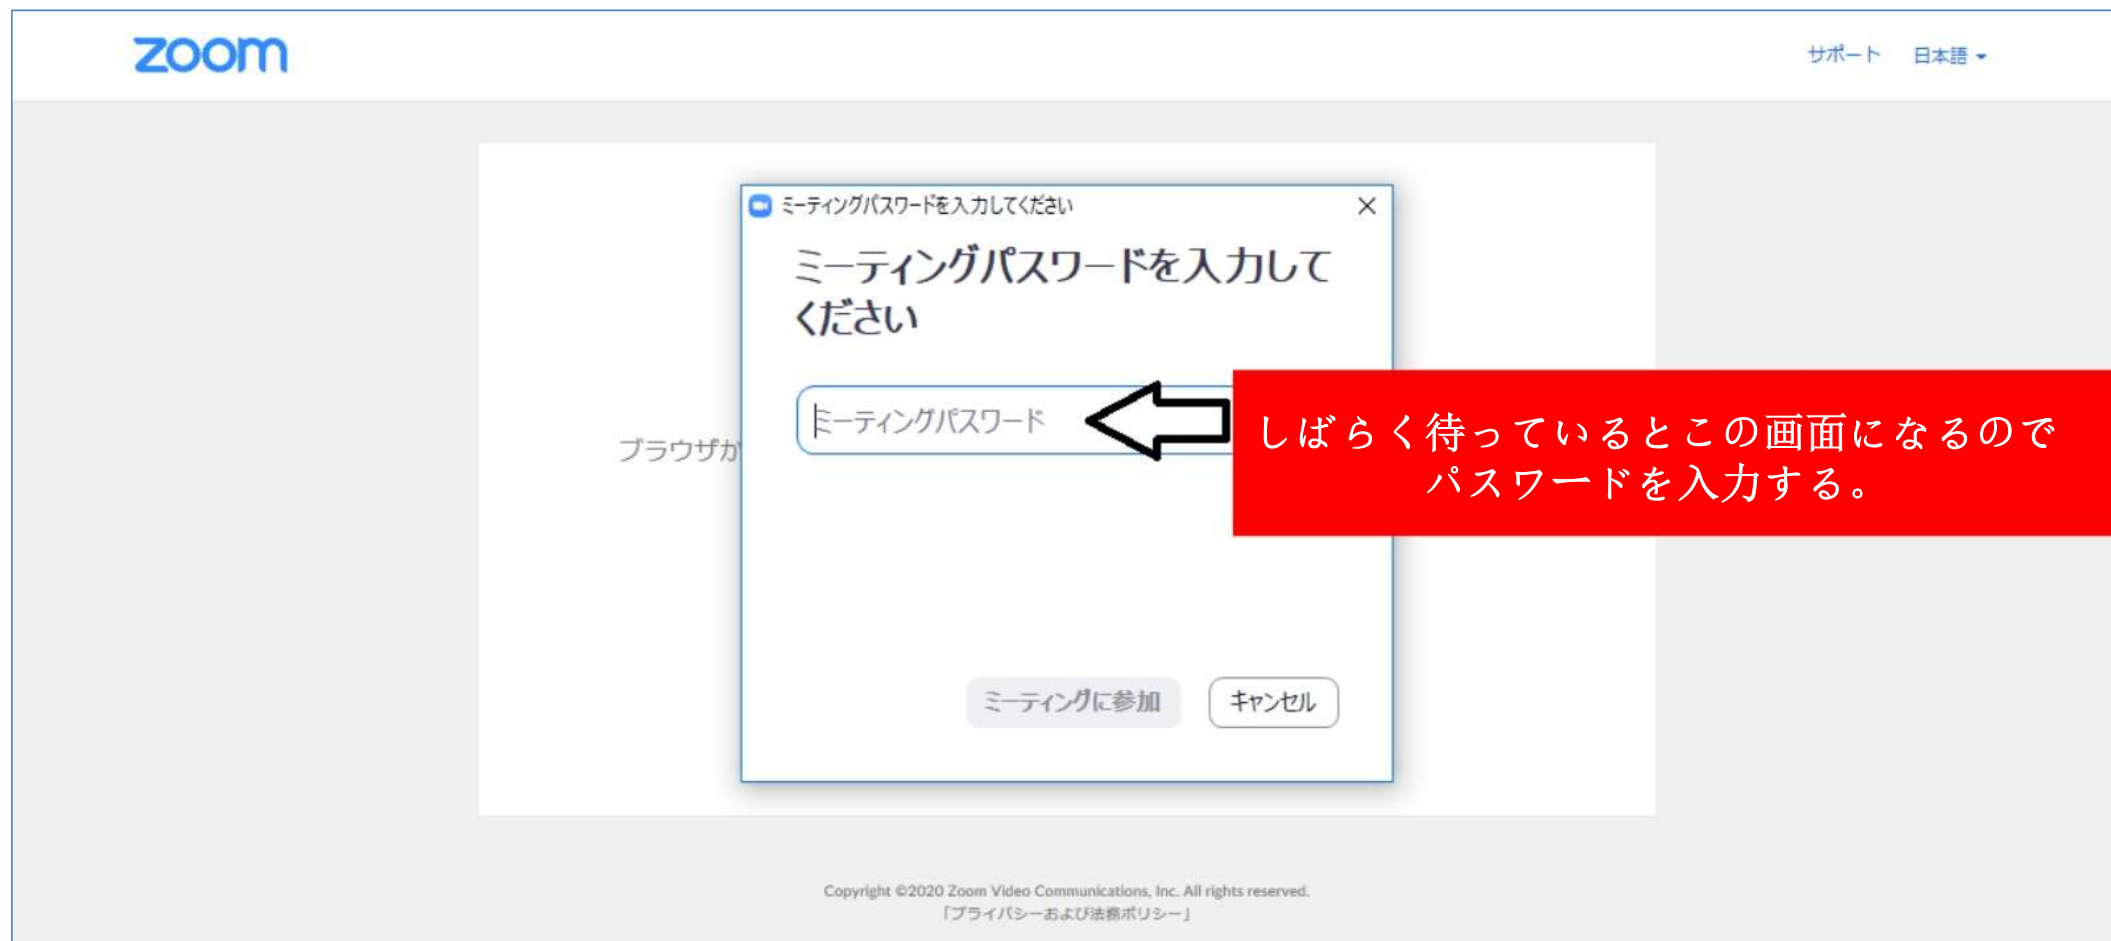 zoom
サポート 日本語
ミーティングパスワードを入力してください
ミーティングパスワードを入力して
ください
ミーティングパスワード
しばらく待っているとこの画面になるので
パスワードを入力する。
ブラウザか
ミーティングに参加 キャンセル
Copyright ©2020 Zoom Video Communications, Inc. All rights reserved.
「プライバシーおよび法務ポリシー」